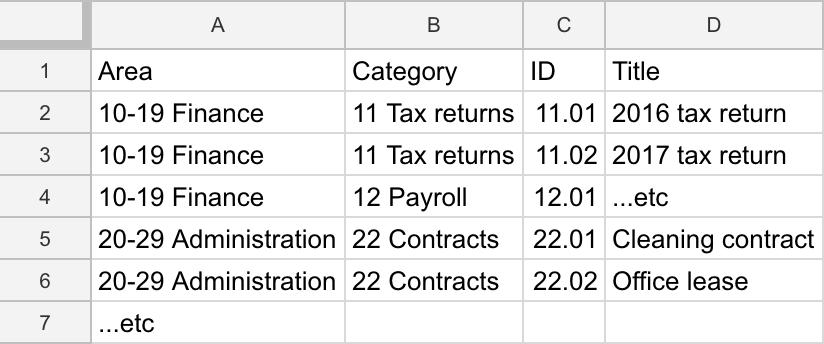 A B C D
1 Area Category ID Title
2 10-19 Finance 11 Tax returns 11.01 2016 tax return
3 10-19 Finance 11 Tax returns 11.02 2017 tax return
4 10-19 Finance 12 Payroll 12.01 ...etc
5 20-29 Administration 22 Contracts 22.01 Cleaning contract
6 20-29 Administration 22 Contracts 22.02 Office lease
7 ...etc